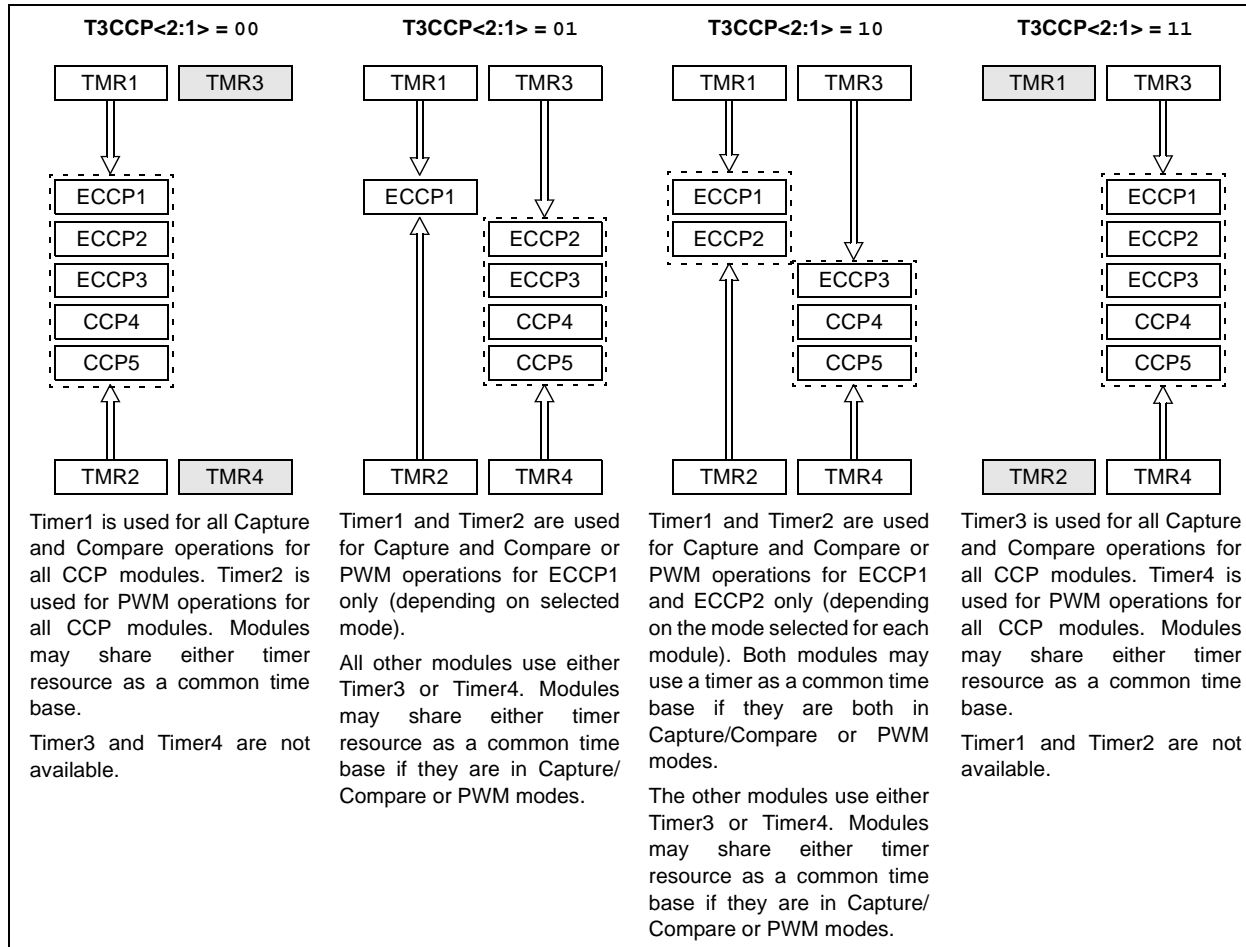 T3CCP<2:1> = 00
TMR1 TMR3
ECCP1
ECCP2
ECCP3
CCP4
CCP5
TMR2 TMR4
Timer1 is used for all Capture
and Compare operations for
all CCP modules. Timer2 is
used for PWM operations for
all CCP modules. Modules
may share either timer
resource as a common time
base.
Timer3 and Timer4 are not
available.
T3CCP<2:1> = 01
TMR1 TMR3
ECCP1
ECCP2
ECCP3
CCP4
CCP5
TMR2 TMR4
Timer1 and Timer2 are used
for Capture and Compare or
PWM operations for ECCP1
only (depending on selected
mode).
All other modules use either
Timer3 or Timer4. Modules
may share either timer
resource as a common time
base if they are in Capture/
Compare or PWM modes.
T3CCP<2:1> = 10
TMR1 TMR3
ECCP1
ECCP2
ECCP3
CCP4
CCP5
TMR2 TMR4
Timer1 and Timer2 are used
for Capture and Compare or
PWM operations for ECCP1
and ECCP2 only (depending
on the mode selected for each
module). Both modules may
use a timer as a common time
base if they are both in
Capture/Compare or PWM
modes.
The other modules use either
Timer3 or Timer4. Modules
may share either timer
resource as a common time
base if they are in Capture/
Compare or PWM modes.
T3CCP<2:1> = 11
TMR1 TMR3
ECCP1
ECCP2
ECCP3
CCP4
CCP5
TMR2 TMR4
Timer3 is used for all Capture
and Compare operations for
all CCP modules. Timer4 is
used for PWM operations for
all CCP modules. Modules
may share either timer
resource as a common time
base.
Timer1 and Timer2 are not
available.